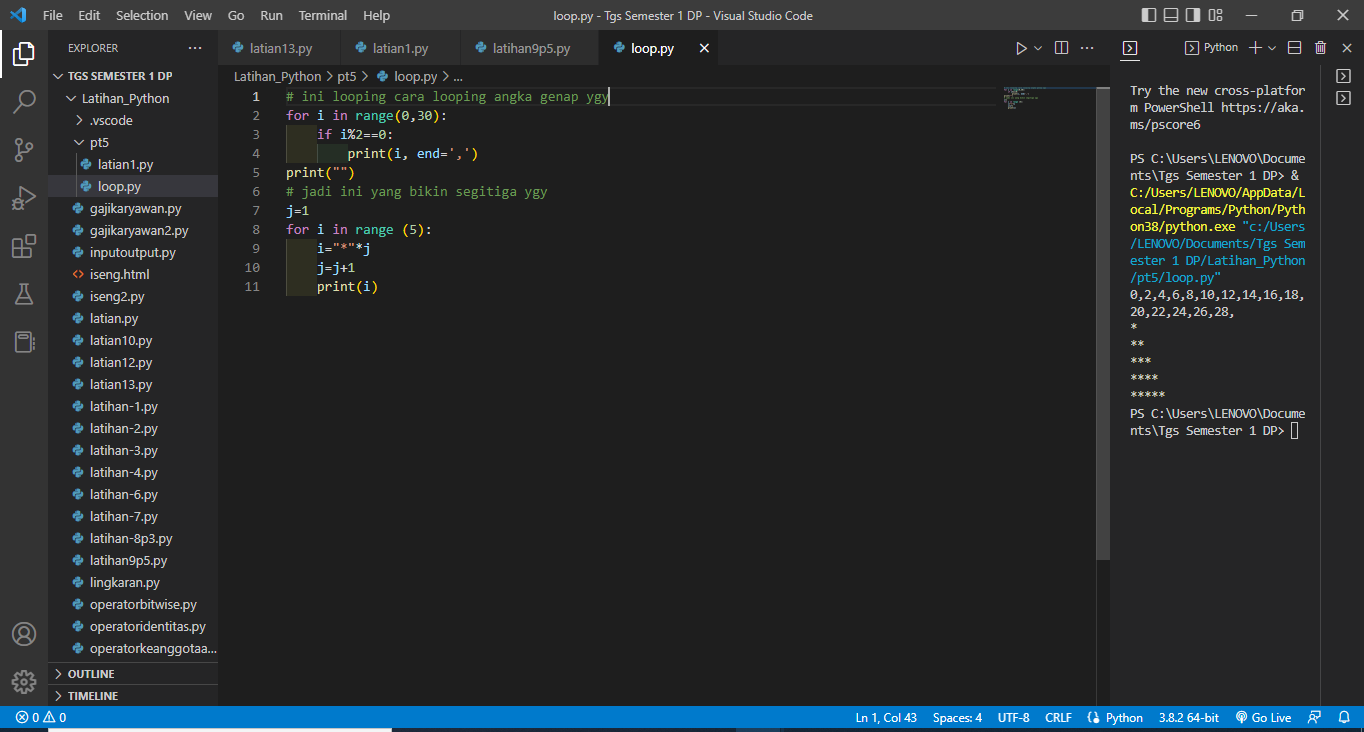 File Edit Selection View Go Run Terminal Help
loop.py - Tgs Semester 1 DP - Visual Studio Code
EXPLORER
TGS SEMESTER 1 DP
Latihan_Python
.vscode
pt5
latian1.py
loop.py
gajikaryawan.py
gajikaryawan2.py
inputoutput.py
iseng.html
iseng2.py
latian.py
latian10.py
latian12.py
latian13.py
latihan-1.py
latihan-2.py
latihan-3.py
latihan-4.py
latihan-6.py
latihan-7.py
latihan-8p3.py
latihan9p5.py
lingkaran.py
operatorbitwise.py
operatoridentitas.py
operatorkeanggotaa...
OUTLINE
TIMELINE
latian13.py latian1.py latihan9p5.py loop.py
Latihan_Python > pt5 > loop.py > ...
1 # ini looping cara looping angka genap ygy
2 for i in range(0,30):
3     if i%2==0:
4         print(i, end=',')
5 print("")
6 # jadi ini yang bikin segitiga ygy
7 j=1
8 for i in range (5):
9     i="*"*j
10     j=j+1
11     print(i)
Python
Try the new cross-platfor
m PowerShell https://aka.
ms/pscore6
PS C:\Users\LENOVO\Docume
nts\Tgs Semester 1 DP> &
C:/Users/LENOVO/AppData/L
ocal/Programs/Python/Pyth
on38/python.exe "c:/Users
/LENOVO/Documents/Tgs Sem
ester 1 DP/Latihan_Python
/pt5/loop.py"
0,2,4,6,8,10,12,14,16,18,
20,22,24,26,28,
*
**
***
****
*****
PS C:\Users\LENOVO\Docume
nts\Tgs Semester 1 DP>
0 0
Ln 1, Col 43 Spaces: 4 UTF-8 CRLF Python 3.8.2 64-bit Go Live